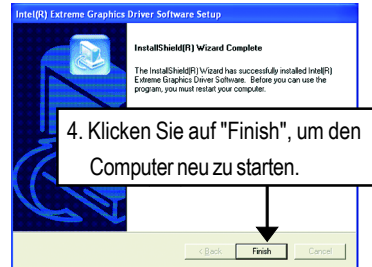 Intel(R) Extreme Graphics Driver Software Setup
InstallShield(R) Wizard Complete
The InstallShield(R) Wizard has successfully installed Intel(R)
Extreme Graphics Driver Software. Before you can use the
program, you must restart your computer.
4. Klicken Sie auf "Finish", um den
Computer neu zu starten.
< Back
Finish
Cancel